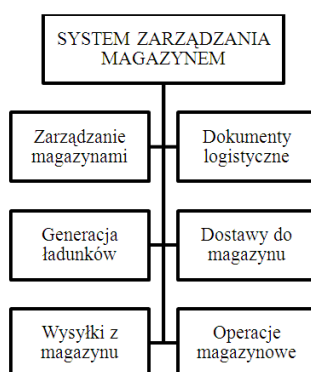 SYSTEM ZARZĄDZANIA
MAGAZYNEM
Zarządzanie
magazynami
Dokumenty
logistyczne
Generacja
ładunków
Dostawy do
magazynu
Wysyłki z
magazynu
Operacje
magazynowe